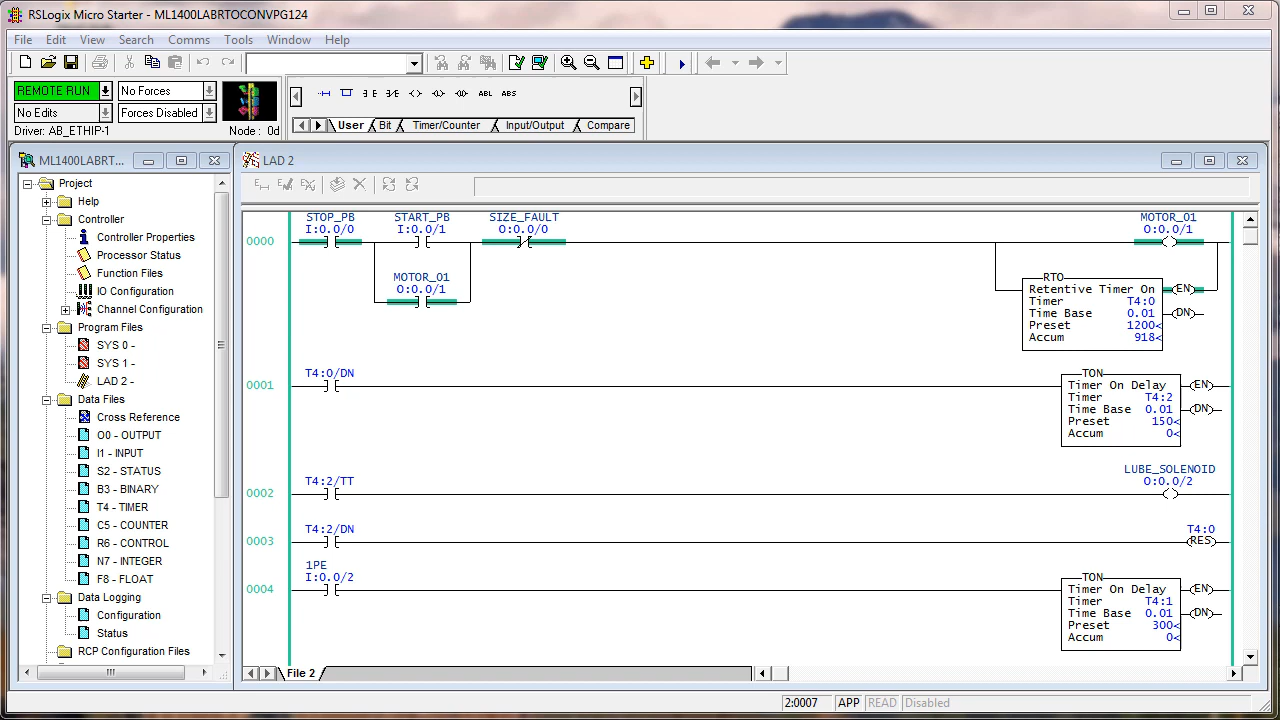 RSLogix Micro Starter - ML1400LABRTOCONVPG124
File Edit View Search Comms Tools Window Help
REMOTE RUN No Forces
No Edits Forces Disabled
Driver: AB_ETHIP-1 Node : 0d
ABL ABS
User Bit Timer/Counter Input/Output Compare
ML1400LABRT...
Project
Help
Controller
Controller Properties
Processor Status
Function Files
IO Configuration
Channel Configuration
Program Files
SYS 0 -
SYS 1 -
LAD 2 -
Data Files
Cross Reference
O0 - OUTPUT
I1 - INPUT
S2 - STATUS
B3 - BINARY
T4 - TIMER
C5 - COUNTER
R6 - CONTROL
N7 - INTEGER
F8 - FLOAT
Data Logging
Configuration
Status
RCP Configuration Files
LAD 2
STOP_PB START_PB SIZE_FAULT MOTOR_01
I:0.0/0 I:0.0/1 O:0.0/0 O:0.0/1
0000
MOTOR_01
O:0.0/1
RTO
Retentive Timer On EN
Timer T4:0
Time Base 0.01 DN
Preset 1200<
Accum 918<
T4:0/DN
0001
TON
Timer On Delay EN
Timer T4:2
Time Base 0.01 DN
Preset 150<
Accum 0<
T4:2/TT
LUBE_SOLENOID
O:0.0/2
0002
T4:2/DN T4:0
0003 RES
1PE
I:0.0/2
0004
TON
Timer On Delay EN
Timer T4:1
Time Base 0.01 DN
Preset 300<
Accum 0<
File 2
2:0007 APP READ Disabled